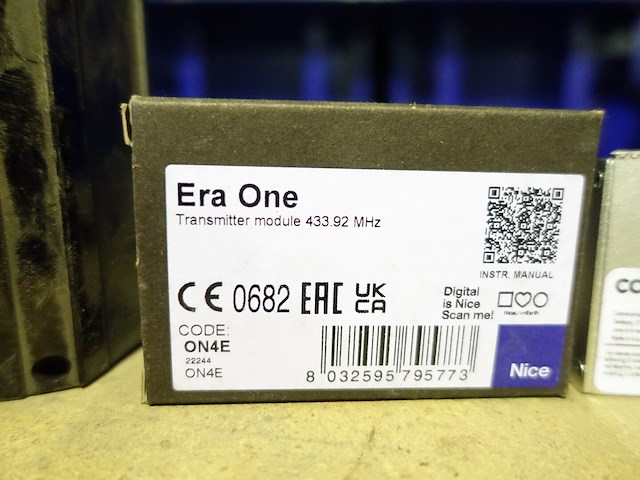 Era One
Transmitter module 433.92 MHz
INSTR. MANUAL
CE 0682 EAC UK
CA
Digital
is Nice
Scan me!
CODE:
ON4E
22244
ON4E
8 032595 795773
Nice
CO